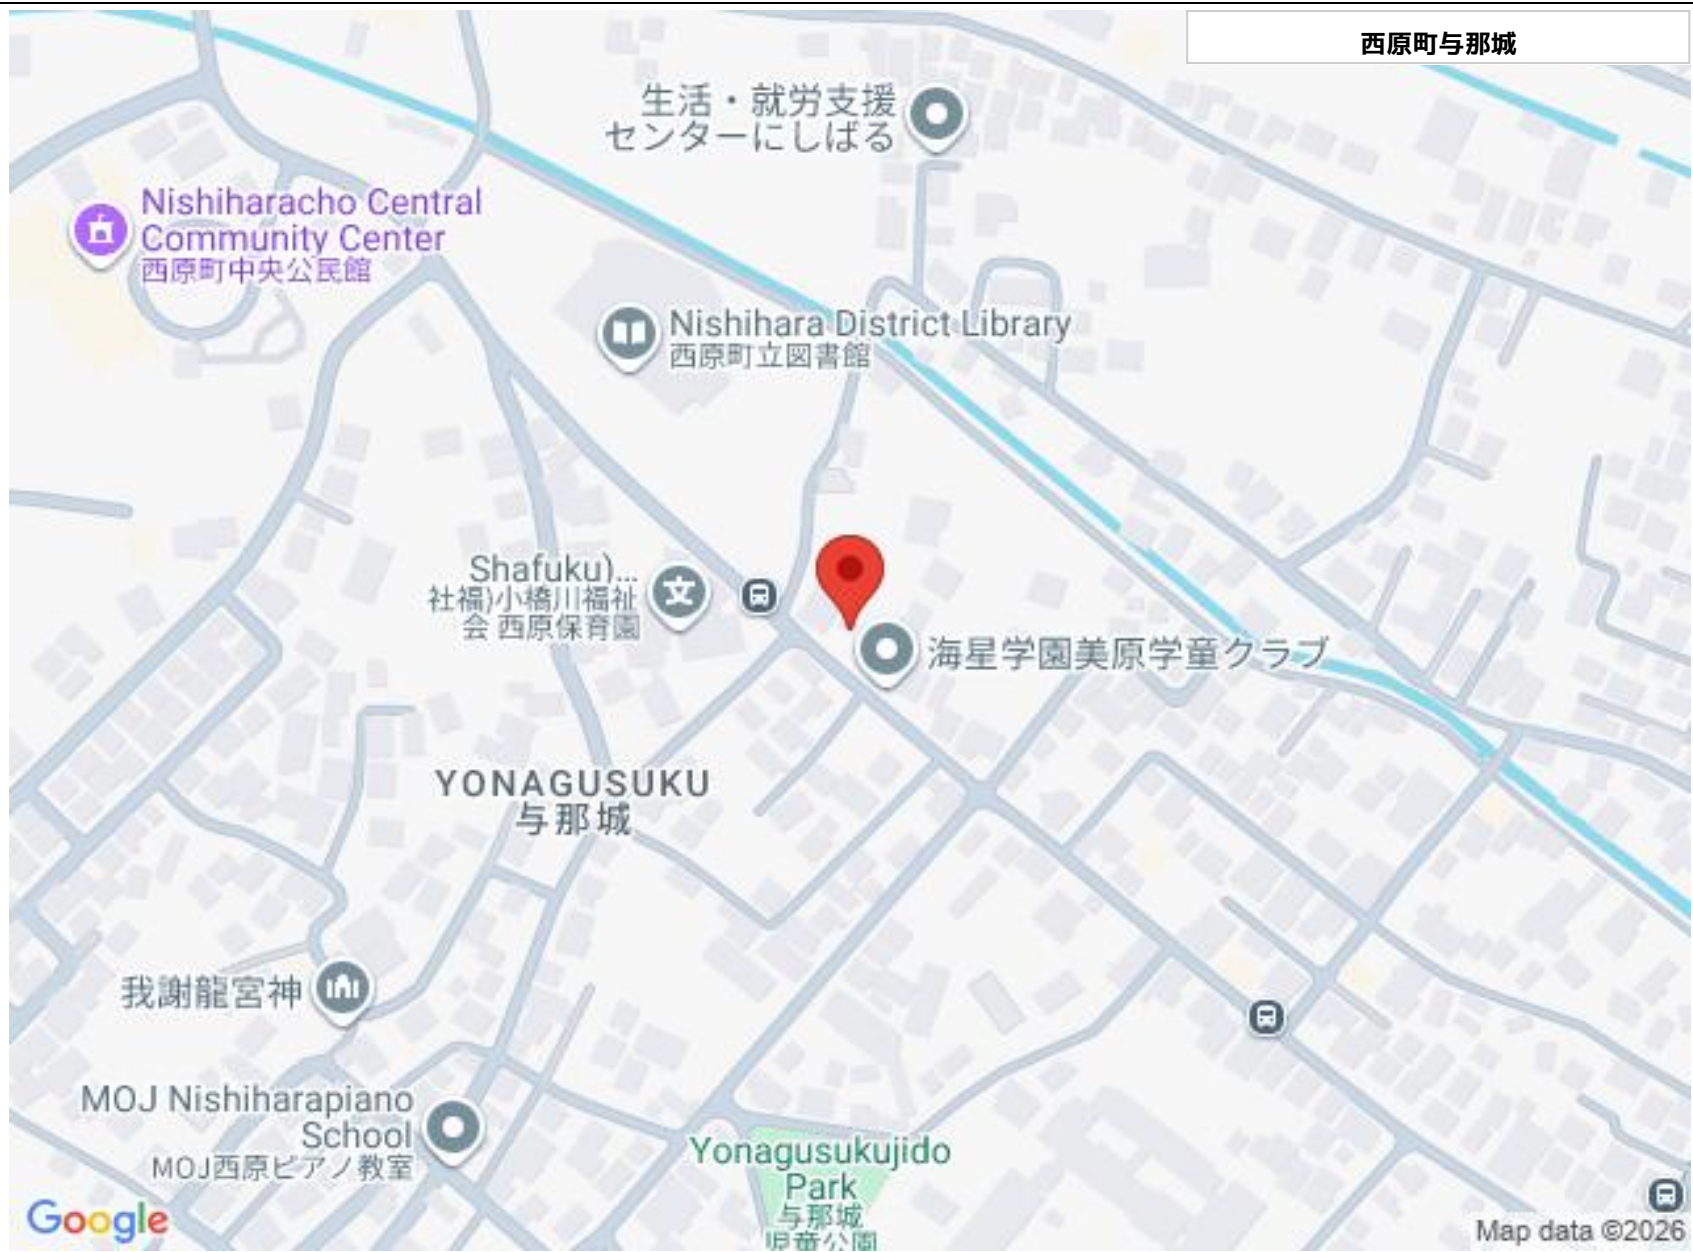 西原町与那城
生活・就労支援
センターにしばる
Nishiharacho Central
Community Center
西原町中央公民館
Nishihara District Library
西原町立図書館
Shafuku)...
社福)小橋川福祉
会 西原保育園
海星学園美原学童クラブ
YONAGUSUKU
与那城
我謝龍宮神
MOJ Nishiharapiano
School
MOJ西原ピアノ教室
Yonagusukujido
Park
与那城
児童公園
Google
Map data ©2026